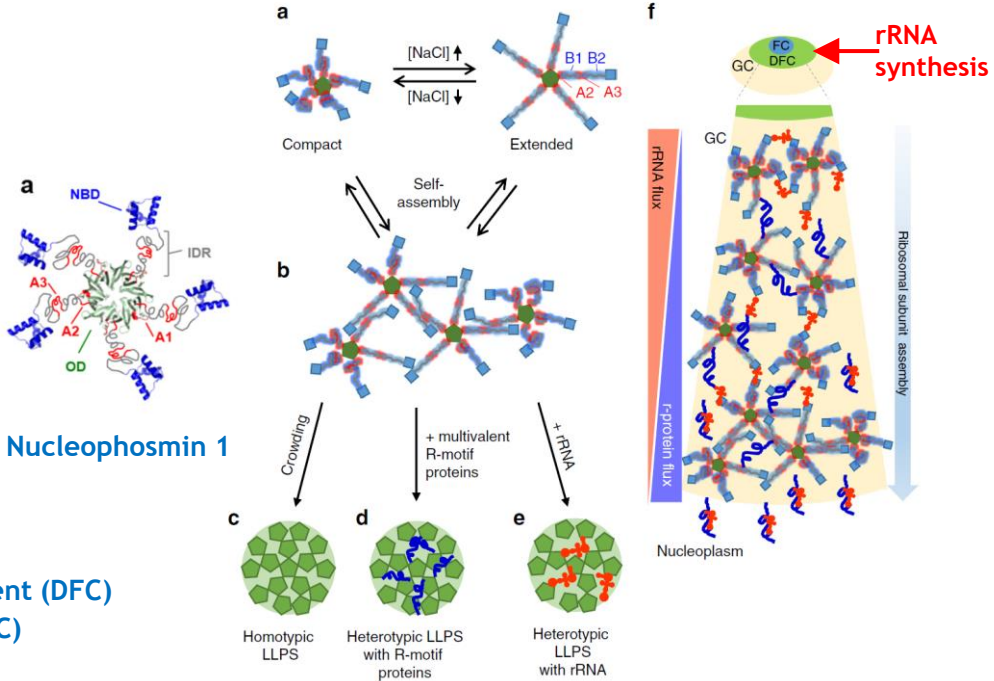 a
NBD
IDR
A3
A2
A1
OD
Nucleophosmin 1
ent (DFC)
C)
a
[NaCl]
[NaCl]
Compact
Extended
B1 B2
A2 A3
Self-
assembly
b
Crowding
+ multivalent
R-motif
proteins
+ rRNA
c
d
e
Homotypic
LLPS
Heterotypic LLPS
with R-motif
proteins
Heterotypic
LLPS
with rRNA
f
FC
DFC
GC
rRNA
synthesis
GC
rRNA flux
r-protein flux
Ribosomal subunit assembly
Nucleoplasm